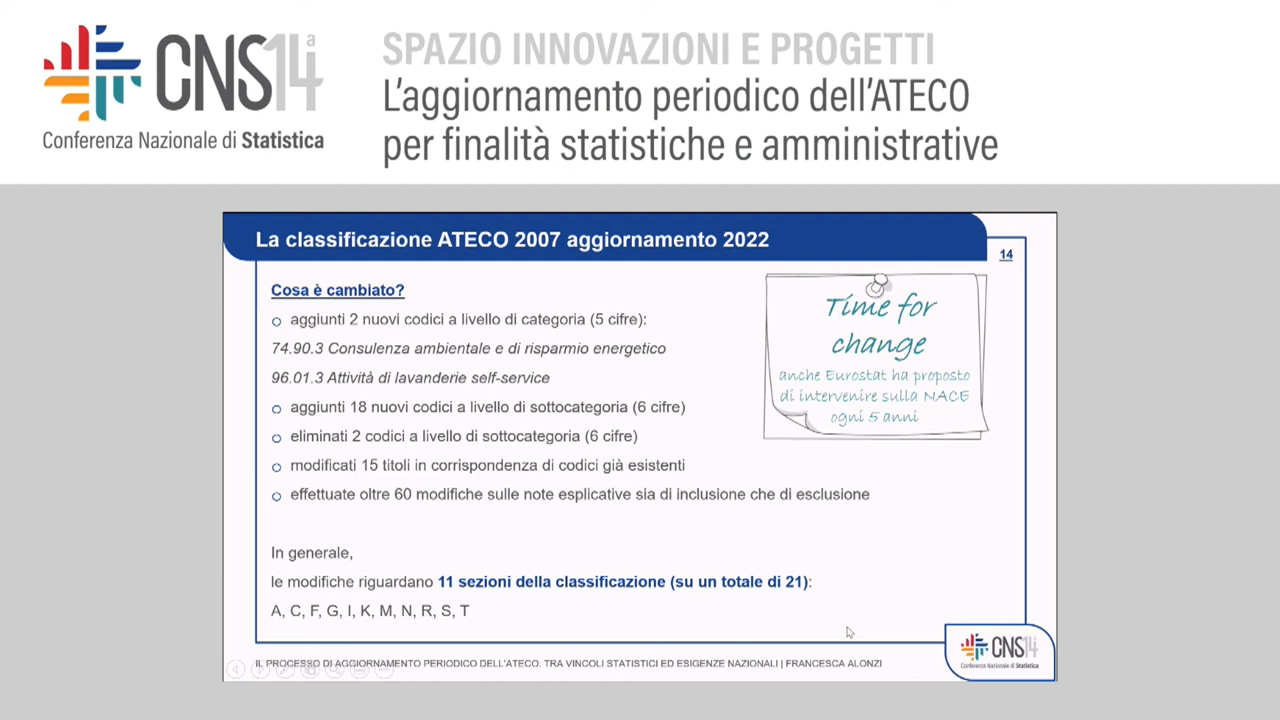 CNS14ª
Conferenza Nazionale di Statistica
SPAZIO INNOVAZIONI E PROGETTI
L'aggiornamento periodico dell'ATECO
per finalità statistiche e amministrative
La classificazione ATECO 2007 aggiornamento 2022
14
Cosa è cambiato?
aggiunti 2 nuovi codici a livello di categoria (5 cifre):
74.90.3 Consulenza ambientale e di risparmio energetico
96.01.3 Attività di lavanderie self-service
aggiunti 18 nuovi codici a livello di sottocategoria (6 cifre)
eliminati 2 codici a livello di sottocategoria (6 cifre)
modificati 15 titoli in corrispondenza di codici già esistenti
effettuate oltre 60 modifiche sulle note esplicative sia di inclusione che di esclusione
Time for
change
anche Eurostat ha proposto
di intervenire sulla NACE
ogni 5 anni
In generale,
le modifiche riguardano 11 sezioni della classificazione (su un totale di 21):
A, C, F, G, I, K, M, N, R, S, T
IL PROCESSO DI AGGIORNAMENTO PERIODICO DELL'ATECO: TRA VINCOLI STATISTICI ED ESIGENZE NAZIONALI | FRANCESCA ALONZI
CNS14ª
Conferenza Nazionale di Statistica